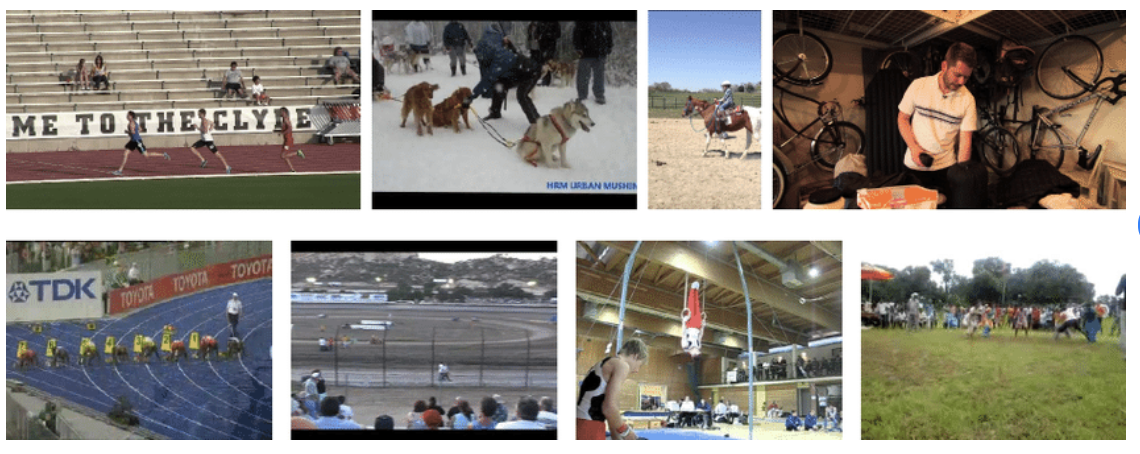 ME TO THE CLYDE
HRM URBAN MUSHIN
TDK
TOYOTA
TOYOTA
TOYOTA